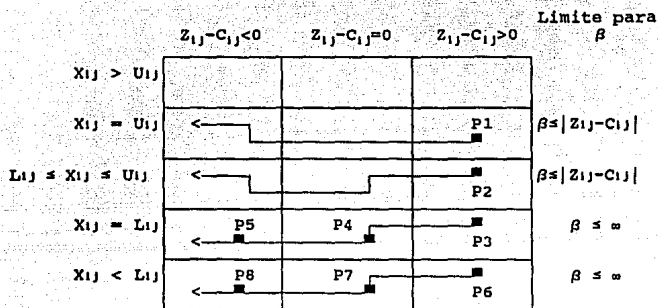 Límite para
Zij-Cij<0 Zij-Cij=0 Zij-Cij>0 β
Xij > Uij
Xij = Uij < P1 β≤|Zij-Cij|
Lij ≤ Xij ≤ Uij < P2 β≤|Zij-Cij|
Xij = Lij < P5 P4 P3 β ≤ ∞
Xij < Lij < P8 P7 P6 β ≤ ∞